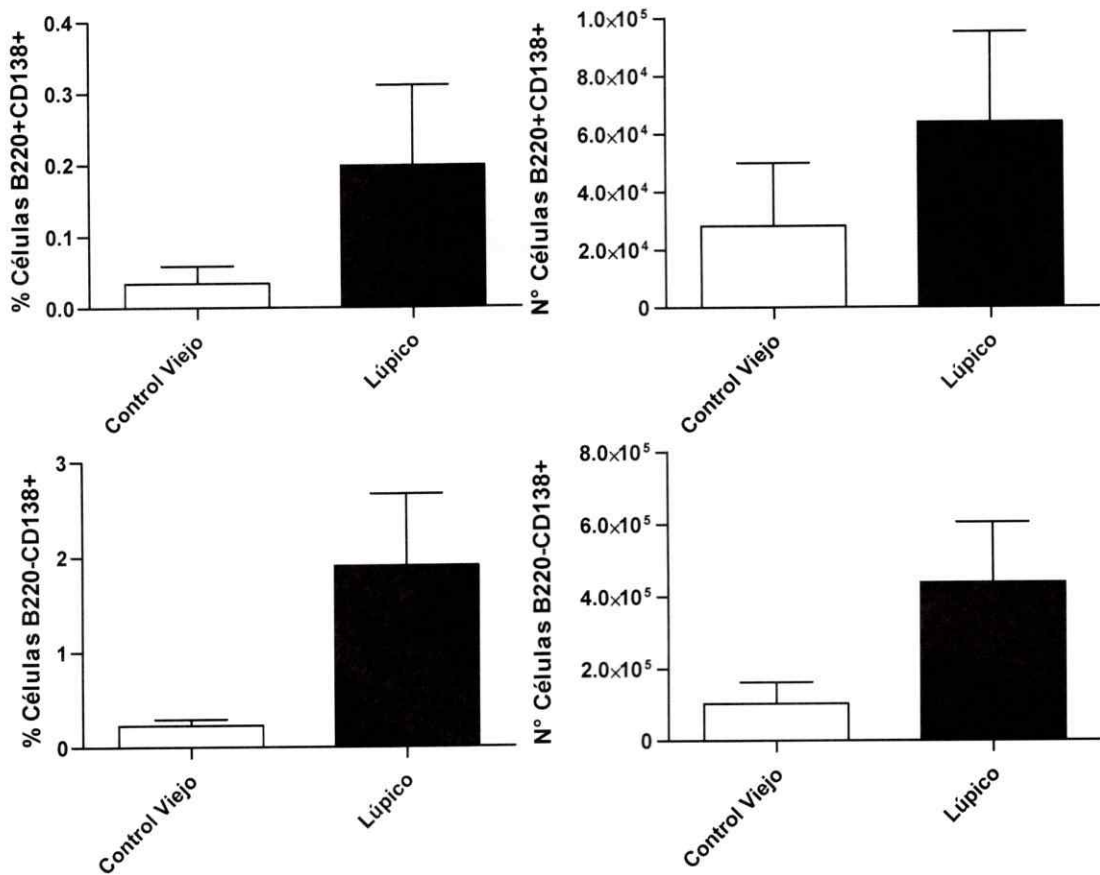 % Células B220+CD138+
0.4
0.3
0.2
0.1
0.0
Control Viejo
Lúpico
N° Células B220+CD138+
1.0×10⁵
8.0×10⁴
6.0×10⁴
4.0×10⁴
2.0×10⁴
0
Control Viejo
Lúpico
% Células B220-CD138+
3
2
1
0
Control Viejo
Lúpico
N° Células B220-CD138+
8.0×10⁵
6.0×10⁵
4.0×10⁵
2.0×10⁵
0
Control Viejo
Lúpico